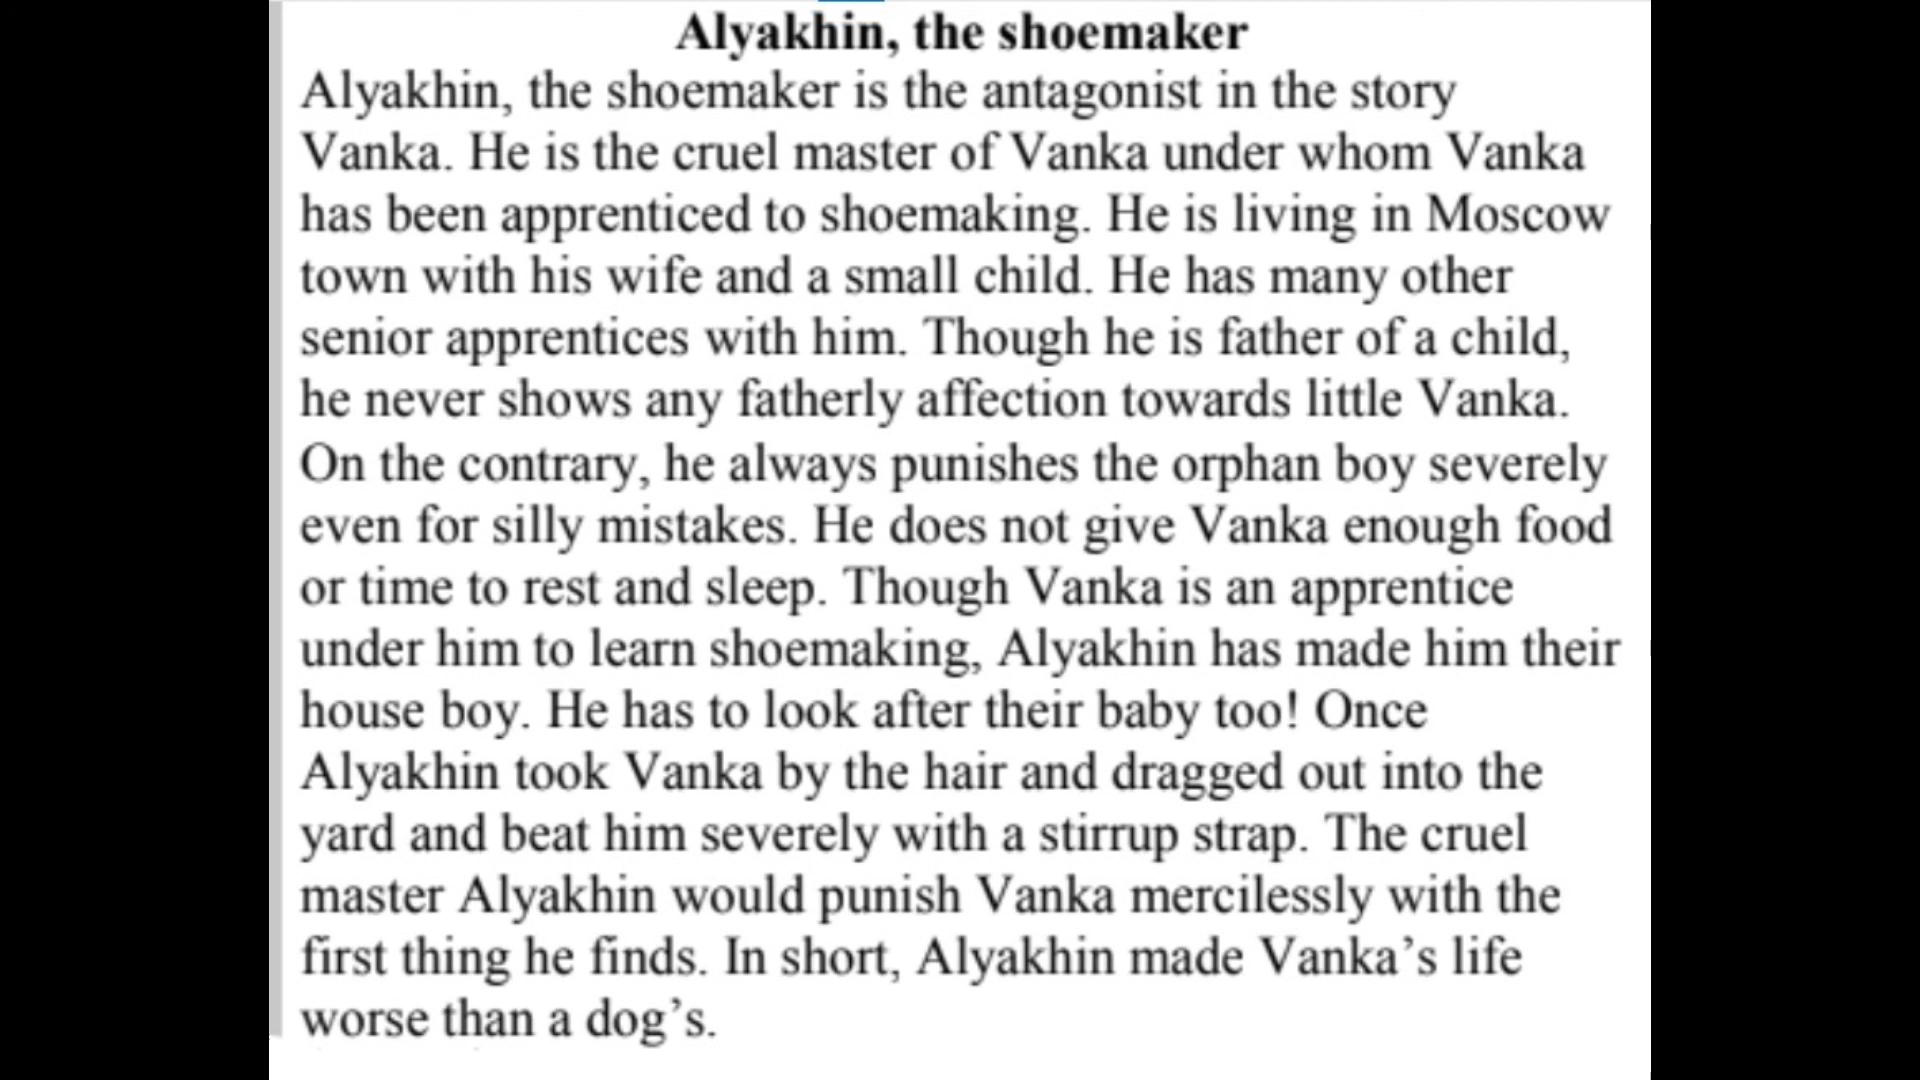 Alyakhin, the shoemaker
Alyakhin, the shoemaker is the antagonist in the story
Vanka. He is the cruel master of Vanka under whom Vanka
has been apprenticed to shoemaking. He is living in Moscow
town with his wife and a small child. He has many other
senior apprentices with him. Though he is father of a child,
he never shows any fatherly affection towards little Vanka.
On the contrary, he always punishes the orphan boy severely
even for silly mistakes. He does not give Vanka enough food
or time to rest and sleep. Though Vanka is an apprentice
under him to learn shoemaking, Alyakhin has made him their
house boy. He has to look after their baby too! Once
Alyakhin took Vanka by the hair and dragged out into the
yard and beat him severely with a stirrup strap. The cruel
master Alyakhin would punish Vanka mercilessly with the
first thing he finds. In short, Alyakhin made Vanka’s life
worse than a dog’s.